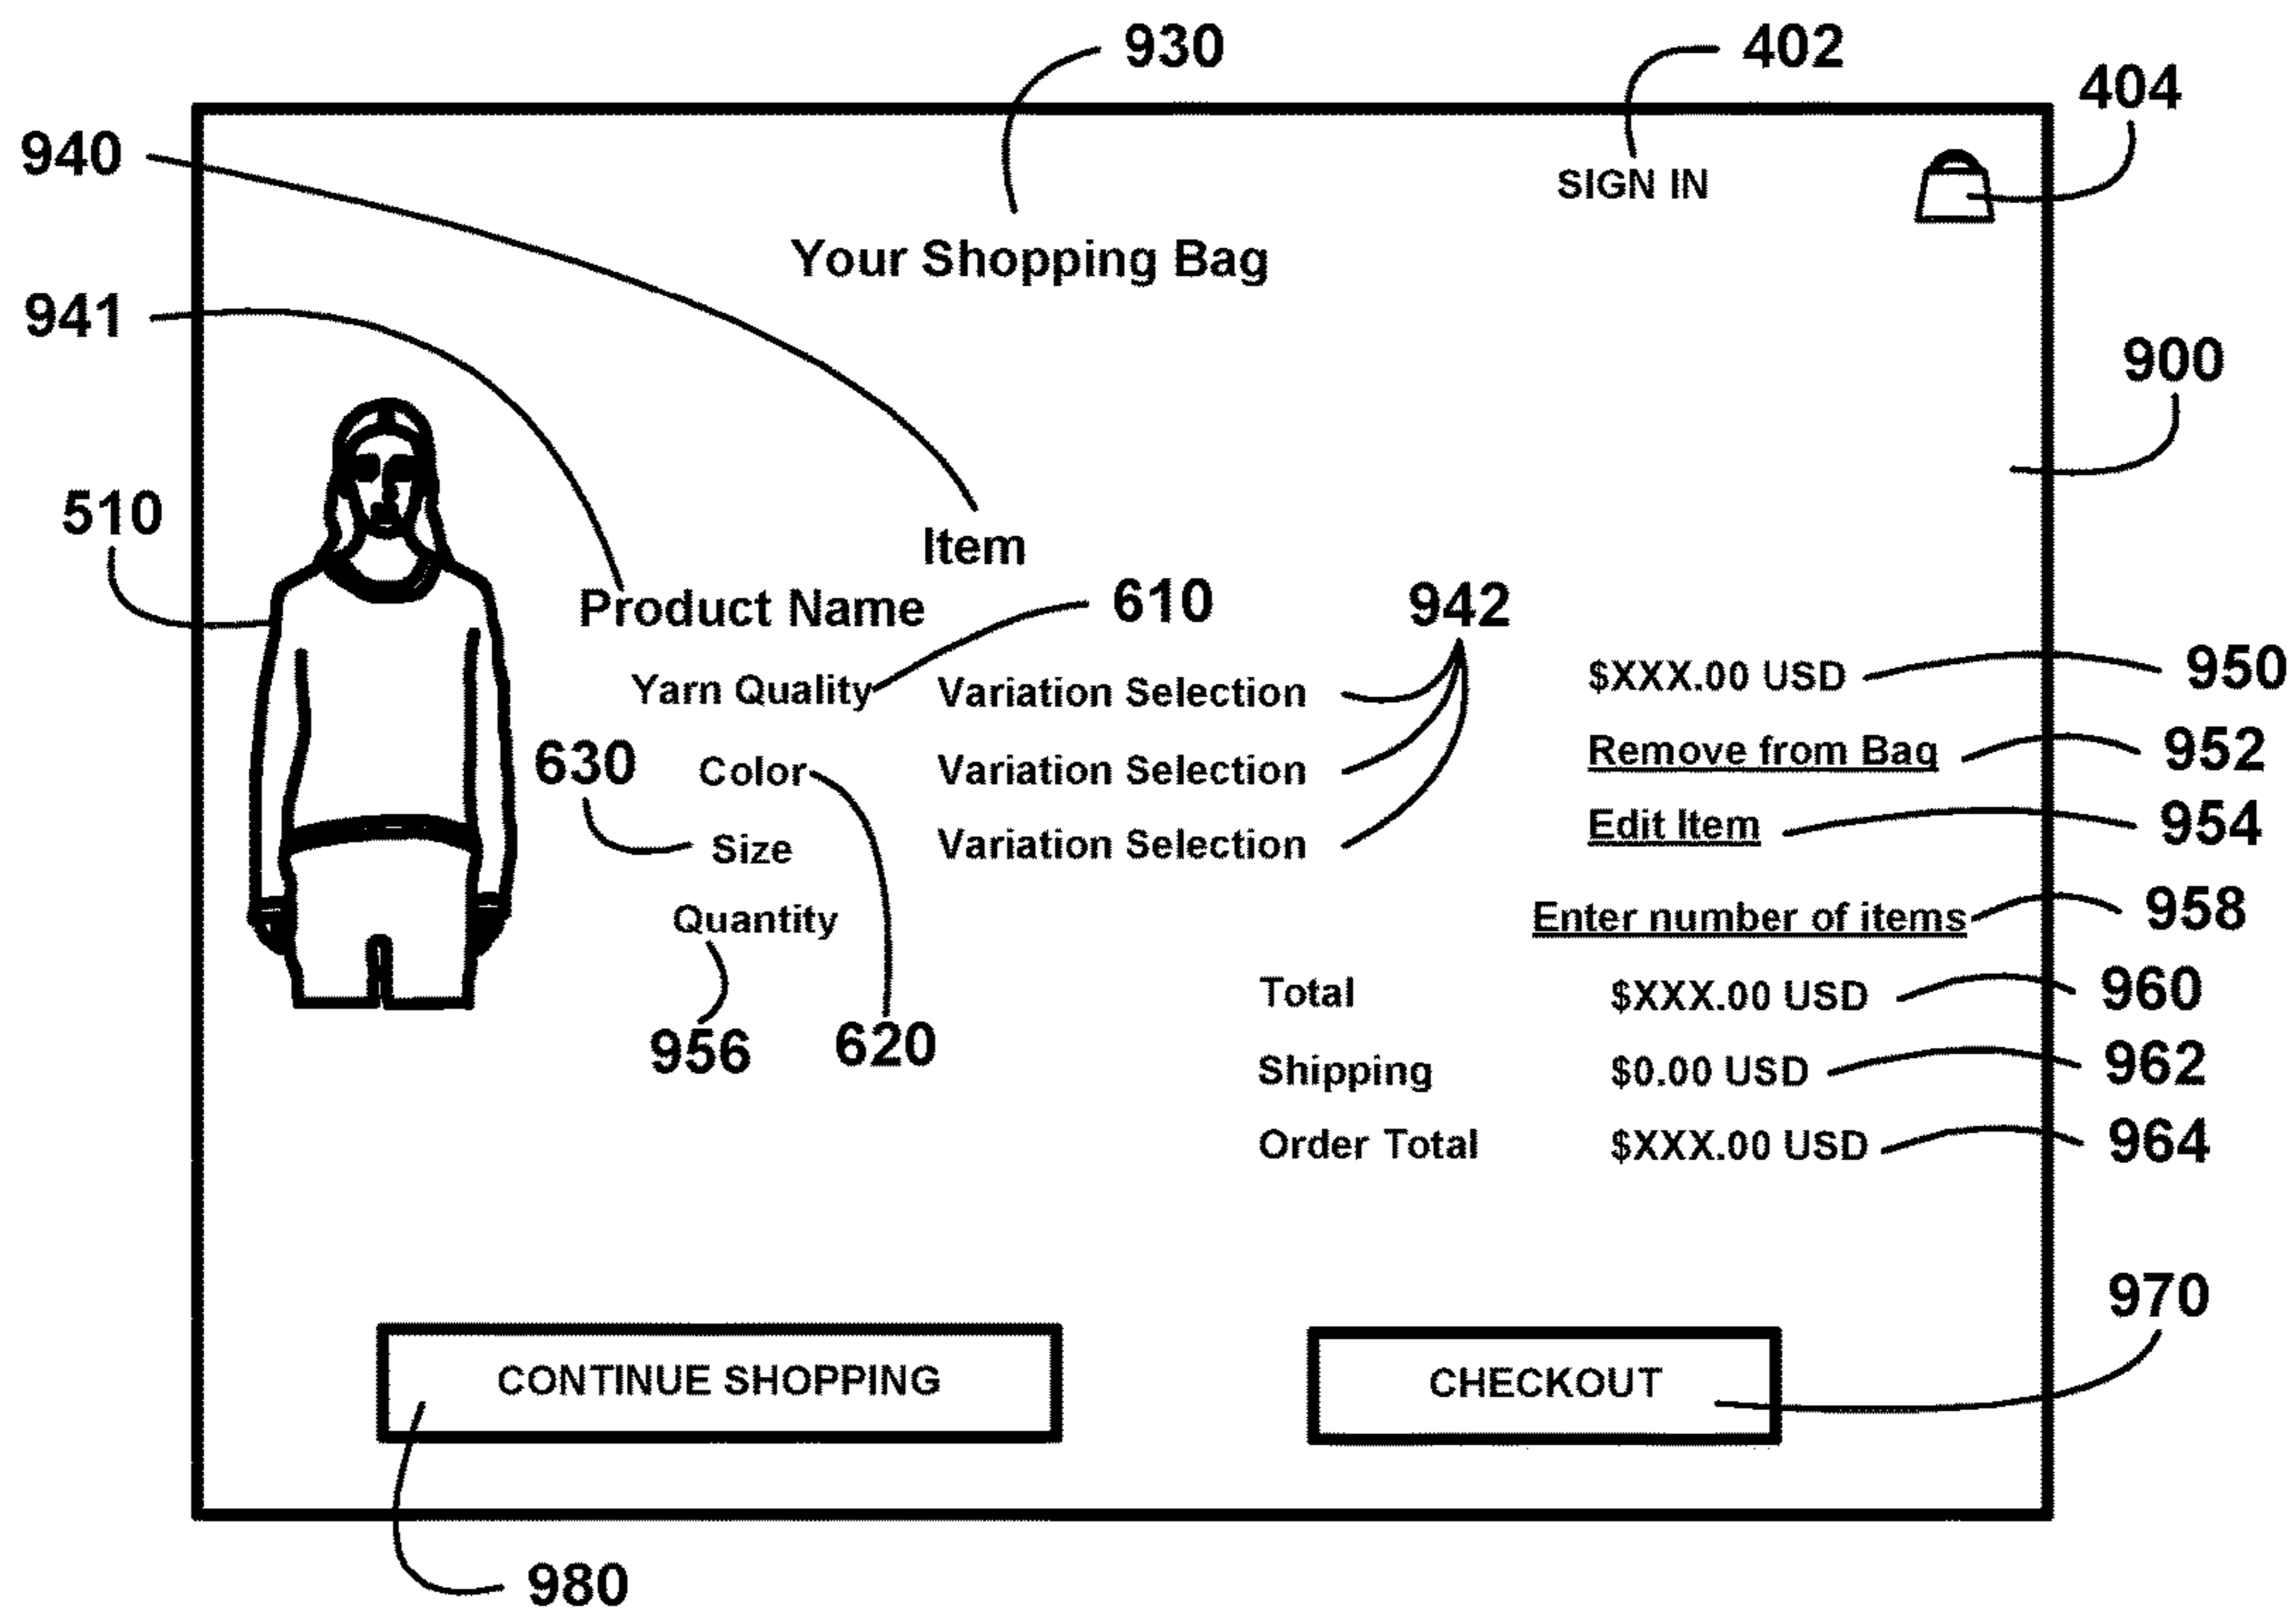 930
402
404
940
SIGN IN
Your Shopping Bag
941
900
510
Item
Product Name
610
942
Yarn Quality
Variation Selection
$XXX.00 USD
950
630
Color
Variation Selection
Remove from Bag
952
Size
Variation Selection
Edit Item
954
Quantity
Enter number of items
958
Total
$XXX.00 USD
960
956
620
Shipping
$0.00 USD
962
Order Total
$XXX.00 USD
964
970
CONTINUE SHOPPING
CHECKOUT
980